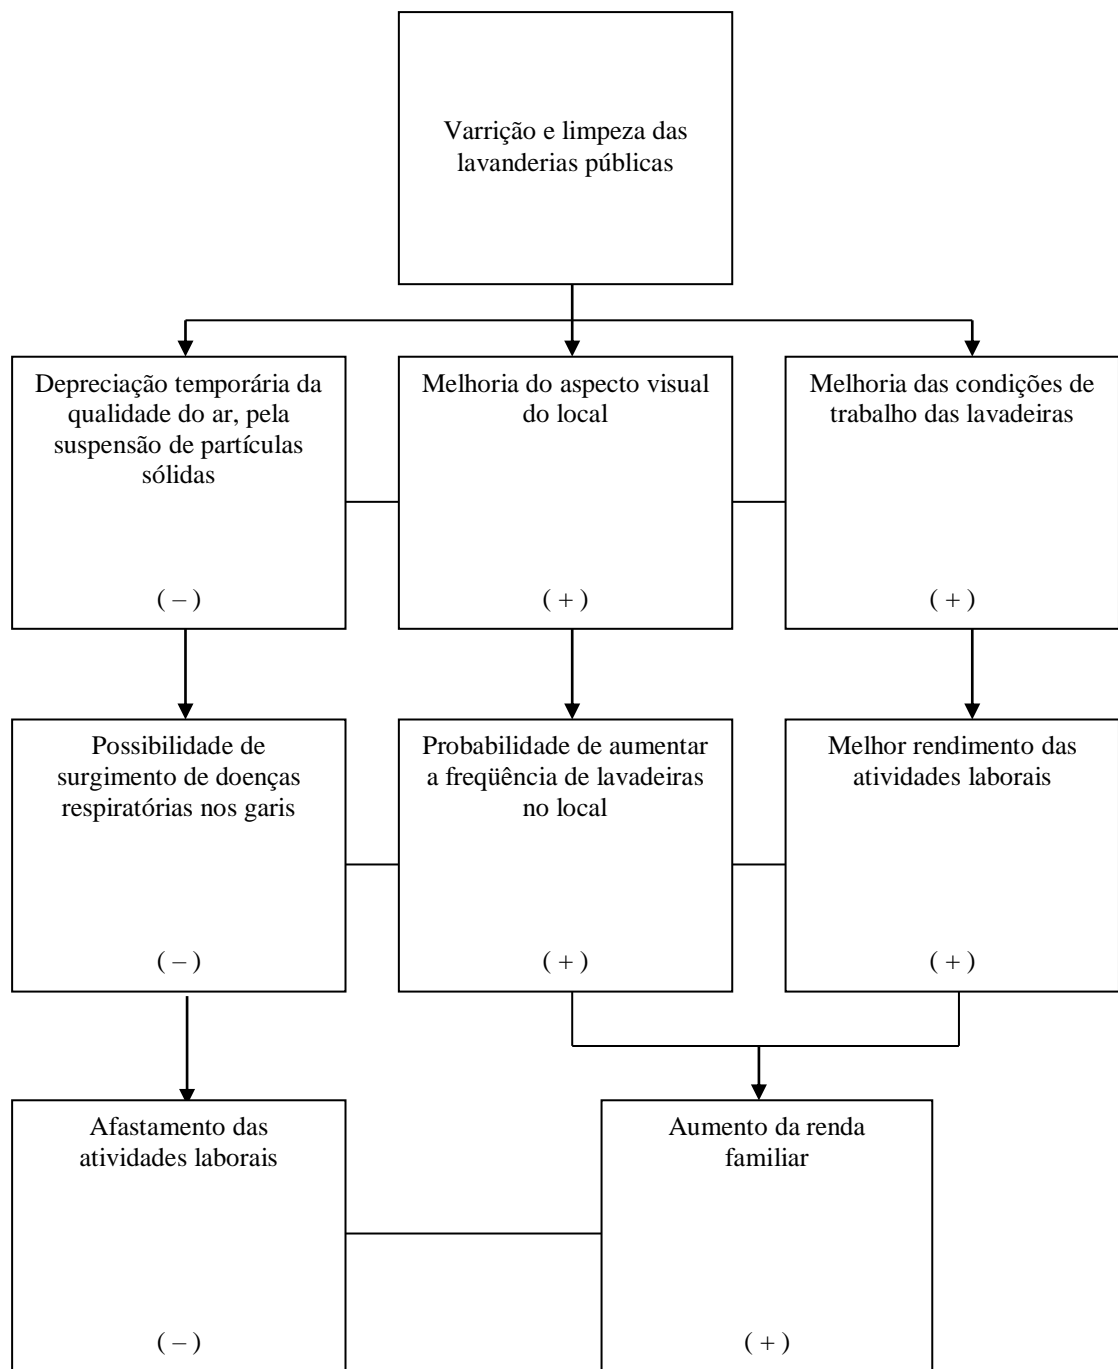 Varrição e limpeza das
lavanderias públicas
Depreciação temporária da
qualidade do ar, pela
suspensão de partículas
sólidas
( – )
Melhoria do aspecto visual
do local
( + )
Melhoria das condições de
trabalho das lavadeiras
( + )
Possibilidade de
surgimento de doenças
respiratórias nos garis
( – )
Probabilidade de aumentar
a freqüência de lavadeiras
no local
( + )
Melhor rendimento das
atividades laborais
( + )
Afastamento das
atividades laborais
( – )
Aumento da renda
familiar
( + )